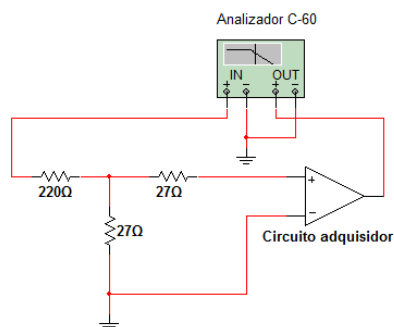 Analizador C-60
IN OUT
+ − + −
220Ω
27Ω
27Ω
+
−
Circuito adquisidor